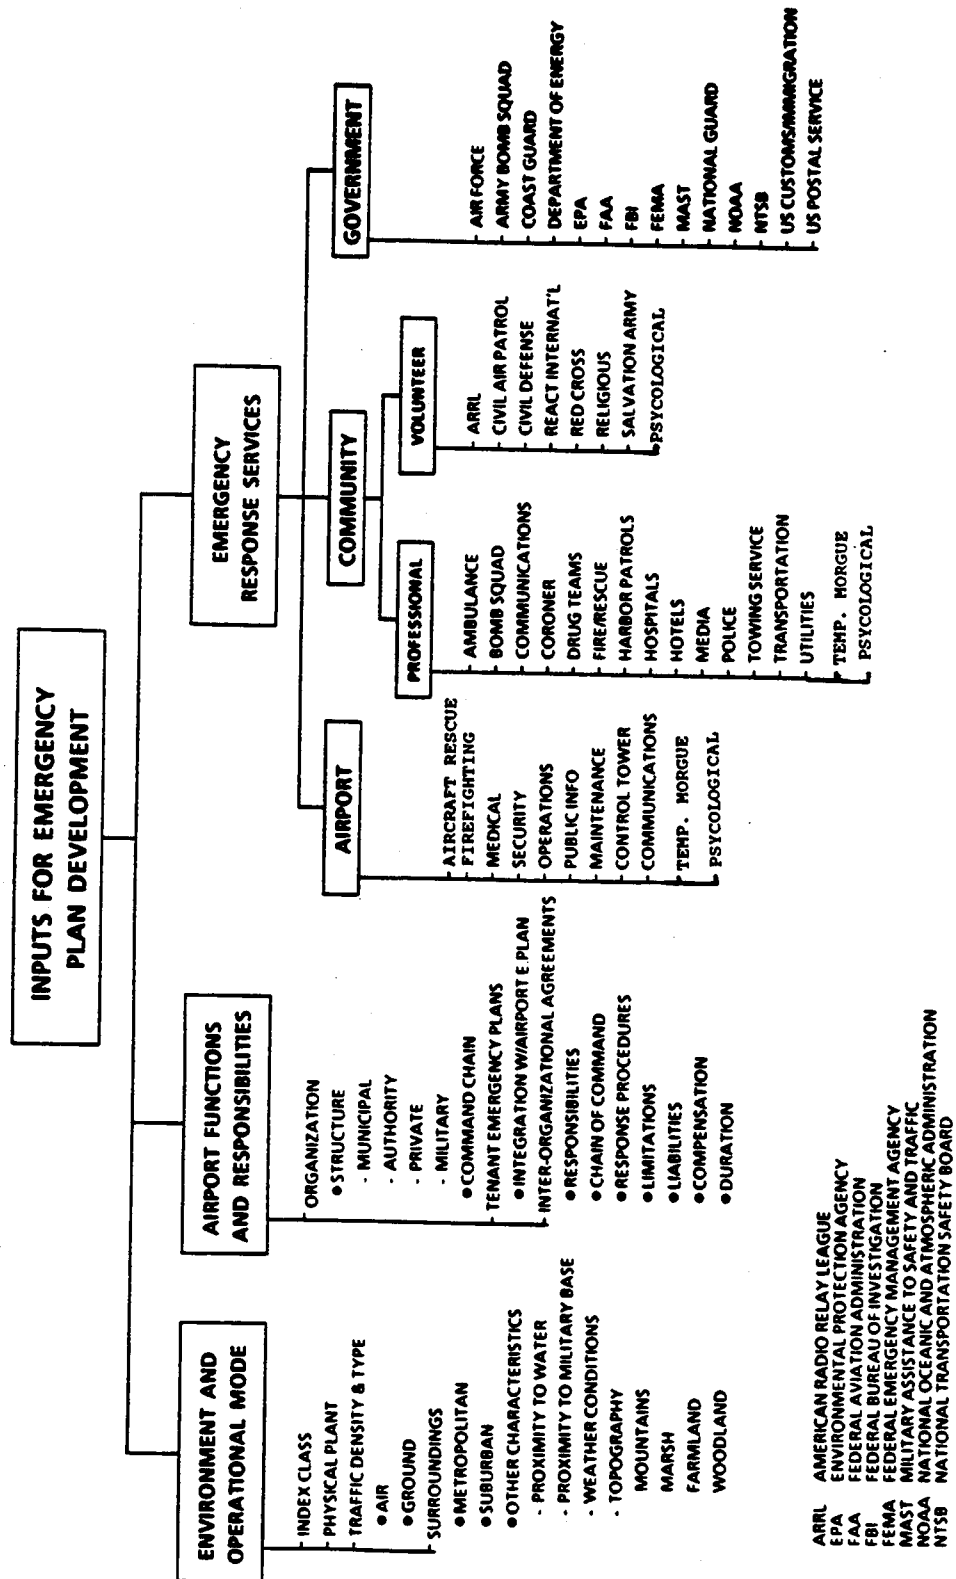 INPUTS FOR EMERGENCY
PLAN DEVELOPMENT
ENVIRONMENT AND
OPERATIONAL MODE
INDEX CLASS
PHYSICAL PLANT
TRAFFIC DENSITY & TYPE
●AIR
●GROUND
SURROUNDINGS
●METROPOLITAN
●SUBURBAN
●OTHER CHARACTERISTICS
- PROXIMITY TO WATER
- PROXIMITY TO MILITARY BASE
- WEATHER CONDITIONS
- TOPOGRAPHY
MOUNTAINS
MARSH
FARMLAND
WOODLAND
AIRPORT FUNCTIONS
AND RESPONSIBILITIES
ORGANIZATION
●STRUCTURE
- MUNICIPAL
- AUTHORITY
- PRIVATE
- MILITARY
●COMMAND CHAIN
TENANT EMERGENCY PLANS
●INTEGRATION W/AIRPORT E.PLAN
INTER-ORGANIZATIONAL AGREEMENTS
●RESPONSIBILITIES
●CHAIN OF COMMAND
●RESPONSE PROCEDURES
●LIMITATIONS
●LIABILITIES
●COMPENSATION
●DURATION
EMERGENCY
RESPONSE SERVICES
AIRPORT
AIRCRAFT RESCUE
FIREFIGHTING
MEDICAL
SECURITY
OPERATIONS
PUBLIC INFO
MAINTENANCE
CONTROL TOWER
COMMUNICATIONS
TEMP. MORGUE
PSYCOLOGICAL
COMMUNITY
PROFESSIONAL
AMBULANCE
BOMB SQUAD
COMMUNICATIONS
CORONER
DRUG TEAMS
FIRE/RESCUE
HARBOR PATROLS
HOSPITALS
HOTELS
MEDIA
POLICE
TOWING SERVICE
TRANSPORTATION
UTILITIES
TEMP. MORGUE
PSYCOLOGICAL
VOLUNTEER
ARRL
CIVIL AIR PATROL
CIVIL DEFENSE
REACT INTERNAT'L
RED CROSS
RELIGIOUS
SALVATION ARMY
PSYCOLOGICAL
GOVERNMENT
AIR FORCE
ARMY BOMB SQUAD
COAST GUARD
DEPARTMENT OF ENERGY
EPA
FAA
FBI
FEMA
MAST
NATIONAL GUARD
NOAA
NTSB
US CUSTOMS/IMMIGRATION
US POSTAL SERVICE
ARRL AMERICAN RADIO RELAY LEAGUE
EPA ENVIRONMENTAL PROTECTION AGENCY
FAA FEDERAL AVIATION ADMINISTRATION
FBI FEDERAL BUREAU OF INVESTIGATION
FEMA FEDERAL EMERGENCY MANAGEMENT AGENCY
MAST MILITARY ASSISTANCE TO SAFETY AND TRAFFIC
NOAA NATIONAL OCEANIC AND ATMOSPHERIC ADMINISTRATION
NTSB NATIONAL TRANSPORTATION SAFETY BOARD